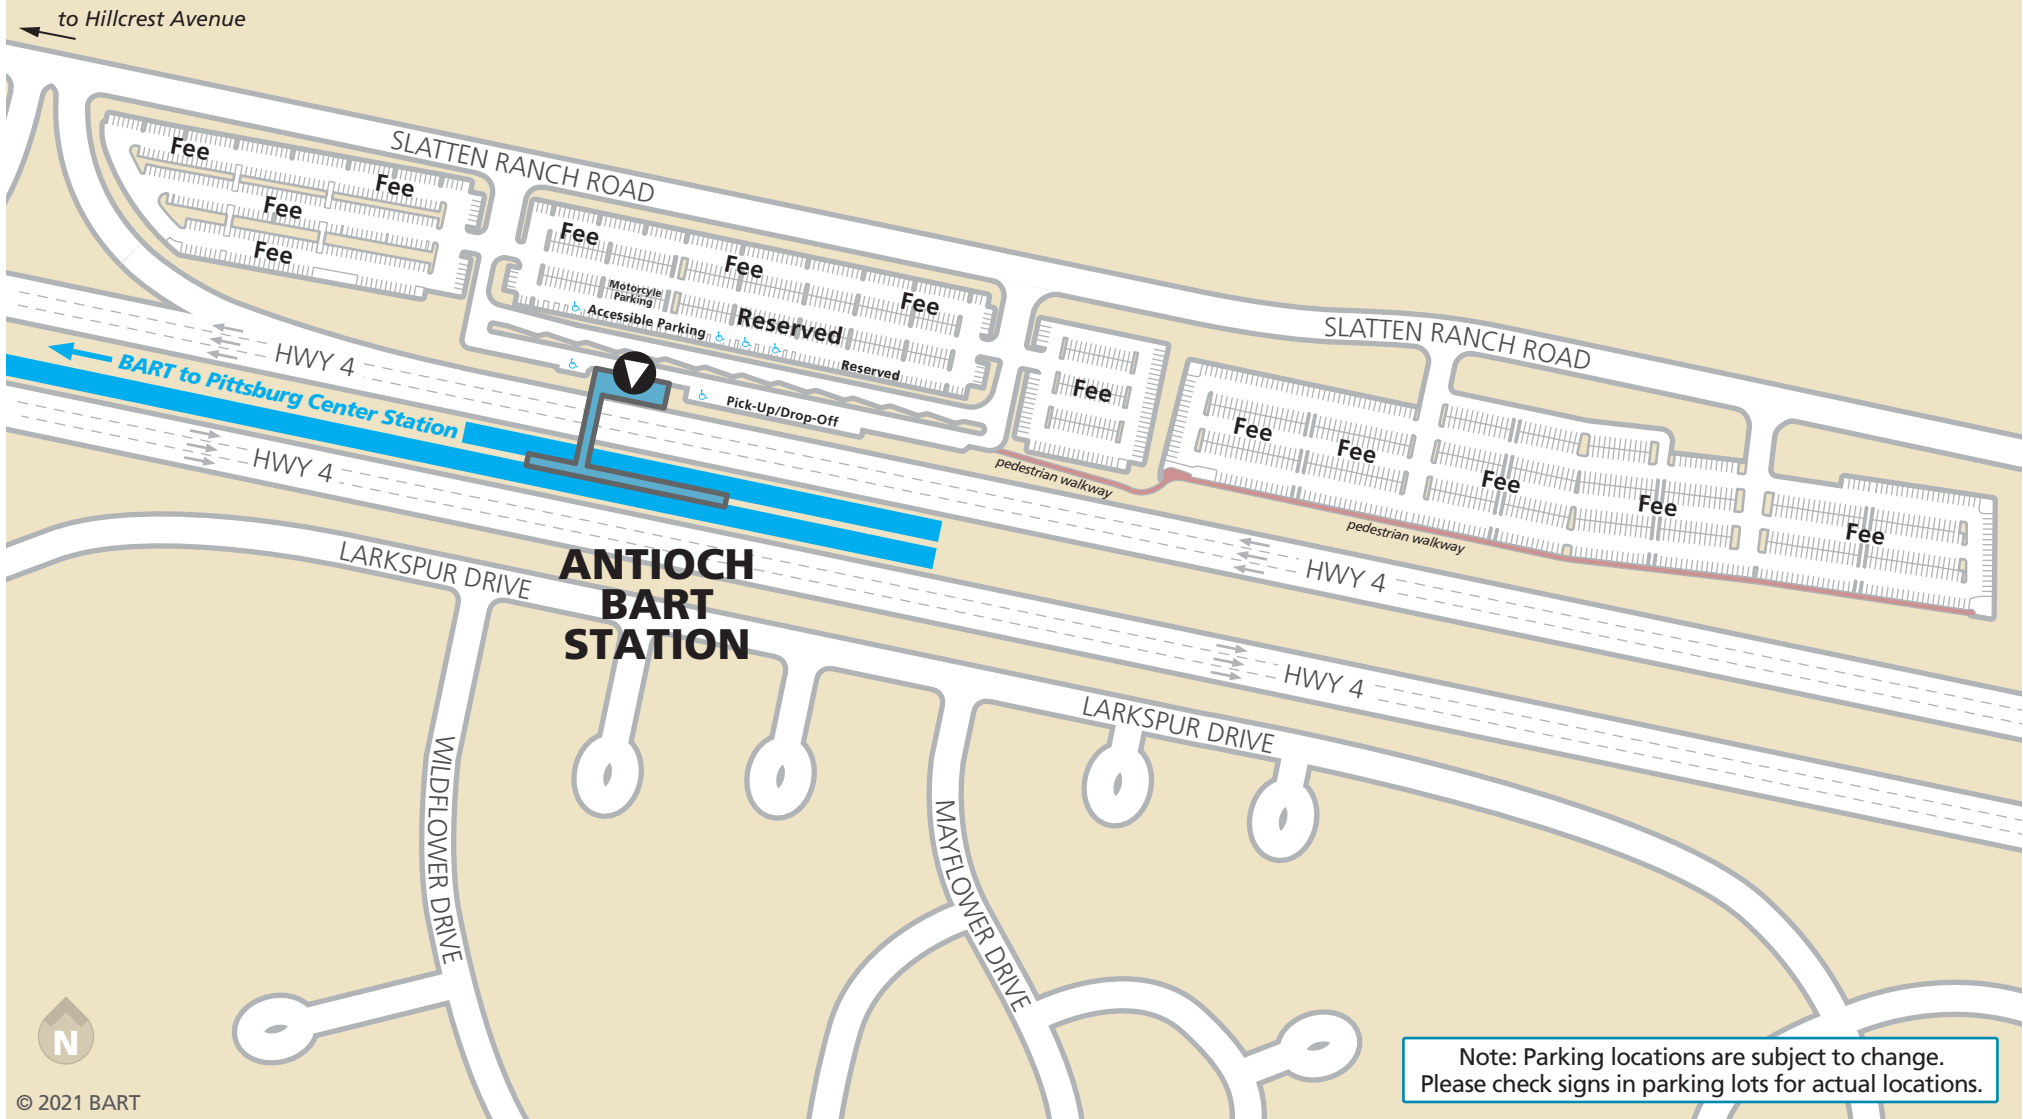 to Hillcrest Avenue
SLATTEN RANCH ROAD
Fee
Fee
Fee
Fee
Fee
Fee
Fee
Motorcyle
Parking
Accessible Parking
Reserved
Reserved
SLATTEN RANCH ROAD
HWY 4
BART to Pittsburg Center Station
Pick-Up/Drop-Off
Fee
pedestrian walkway
Fee
Fee
Fee
Fee
Fee
pedestrian walkway
HWY 4
HWY 4
HWY 4
ANTIOCH
BART
STATION
LARKSPUR DRIVE
LARKSPUR DRIVE
WILDFLOWER DRIVE
MAYFLOWER DRIVE
N
Note: Parking locations are subject to change.
Please check signs in parking lots for actual locations.
© 2021 BART